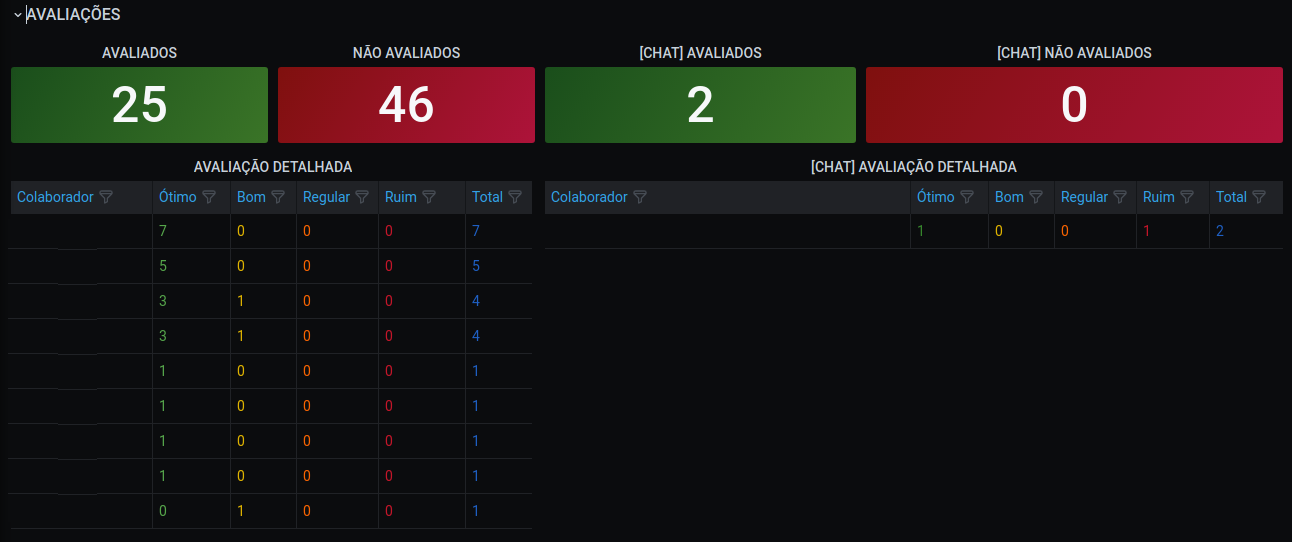 AVALIAÇÕES
AVALIADOS NÃO AVALIADOS [CHAT] AVALIADOS [CHAT] NÃO AVALIADOS
25 46 2 0
AVALIAÇÃO DETALHADA [CHAT] AVALIAÇÃO DETALHADA
Colaborador Ótimo Bom Regular Ruim Total Colaborador Ótimo Bom Regular Ruim Total
7 0 0 0 7 1 0 0 1 2
5 0 0 0 5
3 1 0 0 4
3 1 0 0 4
1 0 0 0 1
1 0 0 0 1
1 0 0 0 1
1 0 0 0 1
0 1 0 0 1